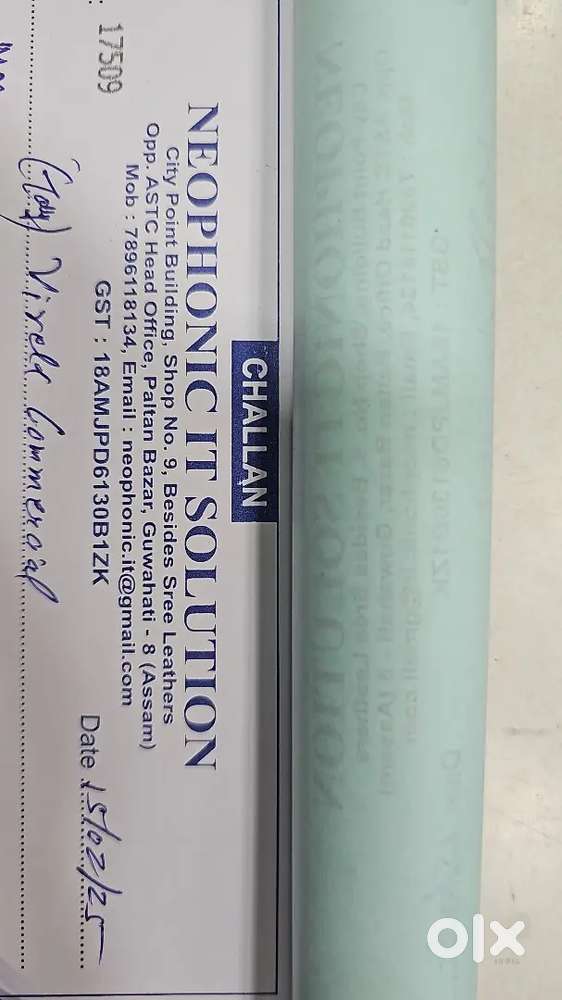 CHALLAN
NEOPHONIC IT SOLUTION
City Point Building, Shop No. 9, Besides Sree Leathers
Opp. ASTC Head Office, Paltan Bazar, Guwahati - 8 (Assam)
Mob : 7896118134, Email : neophonic.it@gmail.com
GST : 18AMJPD6130B1ZK
: 17509
Date 15/02/25
Commercial
olx